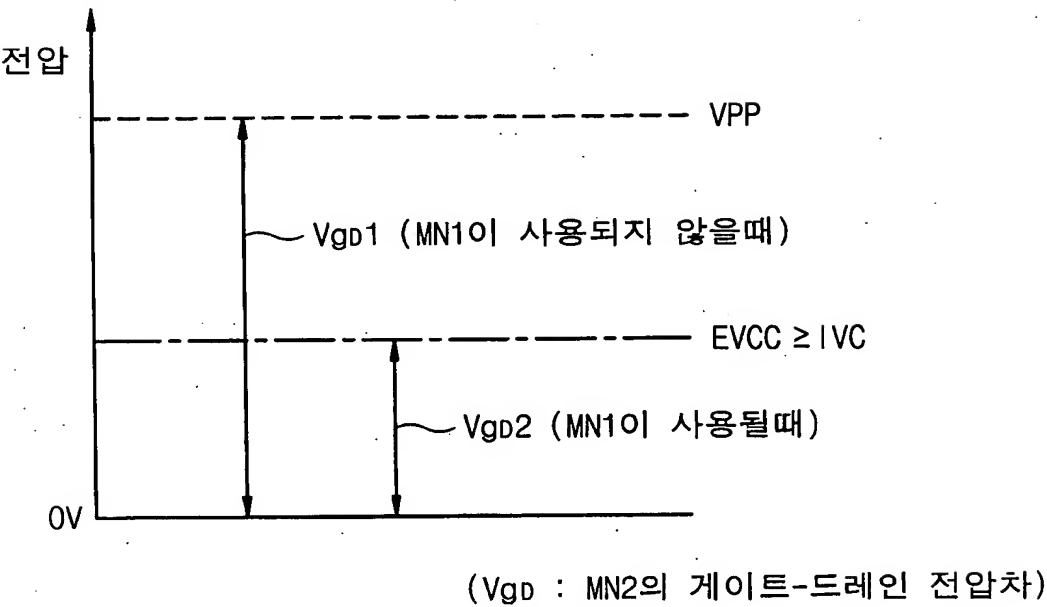 전압
VPP
VgD1 (MN1이 사용되지 않을때)
EVCC ≥ IVC
VgD2 (MN1이 사용될때)
0V
(VgD : MN2의 게이트-드레인 전압차)